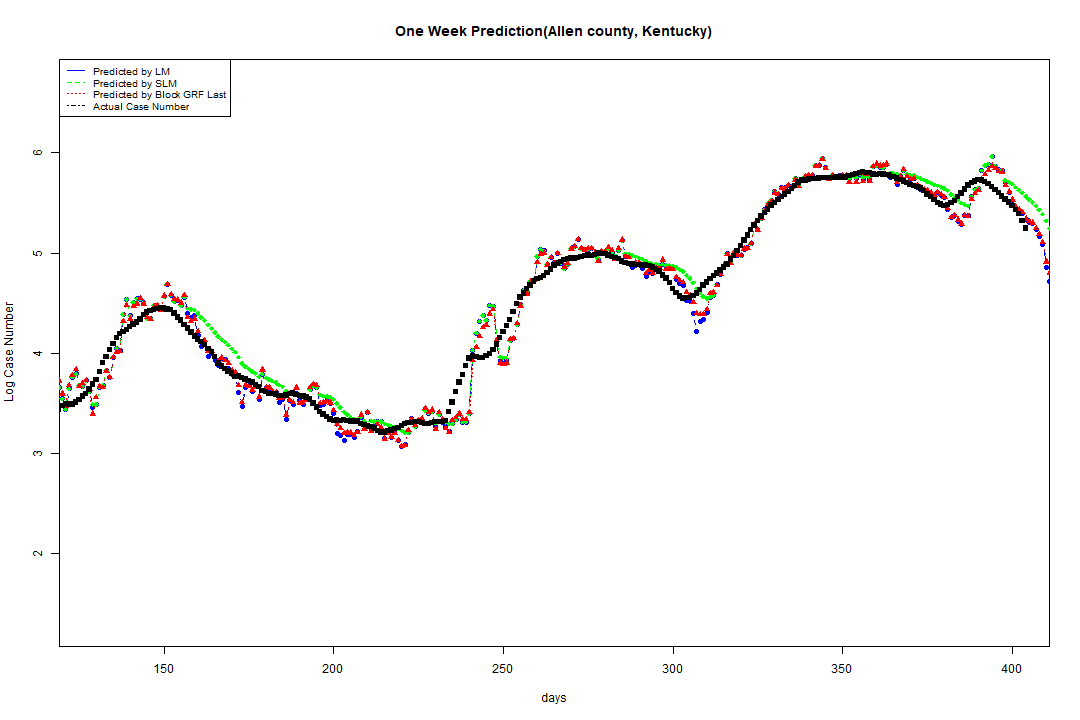 One Week Prediction(Allen county, Kentucky)
Predicted by LM
Predicted by SLM
Predicted by Block GRF Last
Actual Case Number
6
5
4
3
2
Log Case Number
150 200 250 300 350 400
days